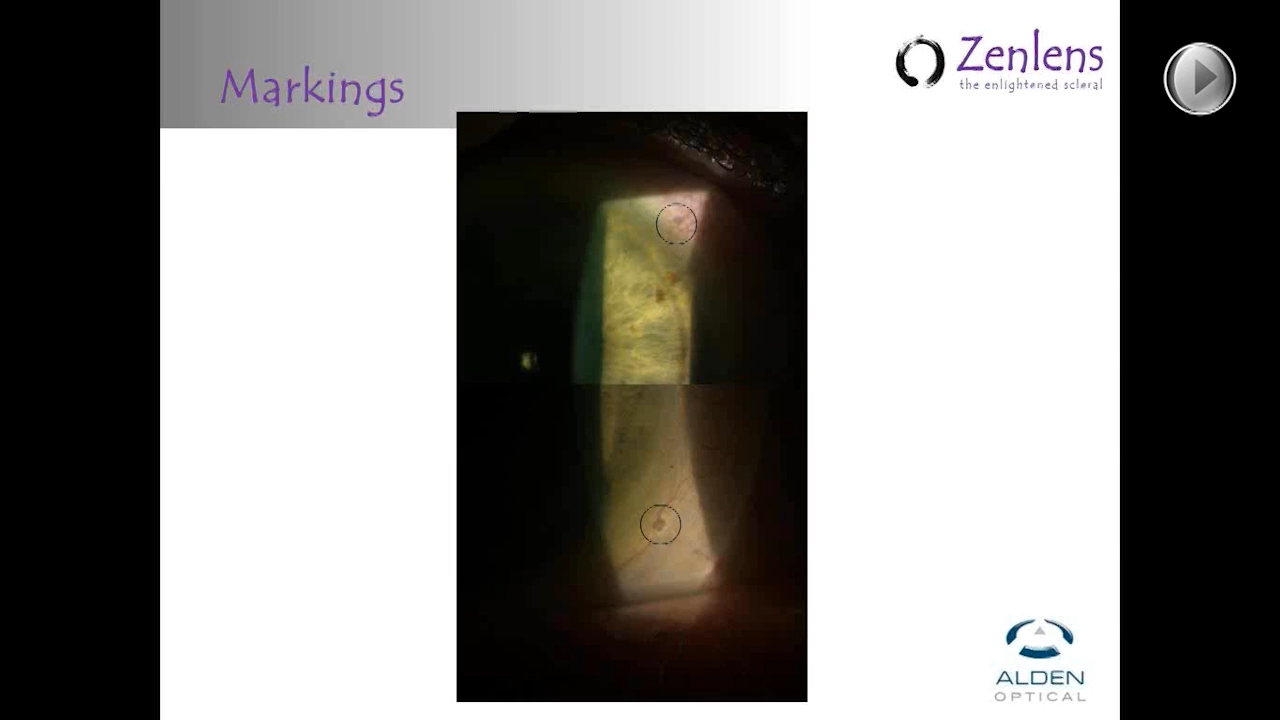 Markings
Zenlens
the enlightened scleral
ALDEN
OPTICAL